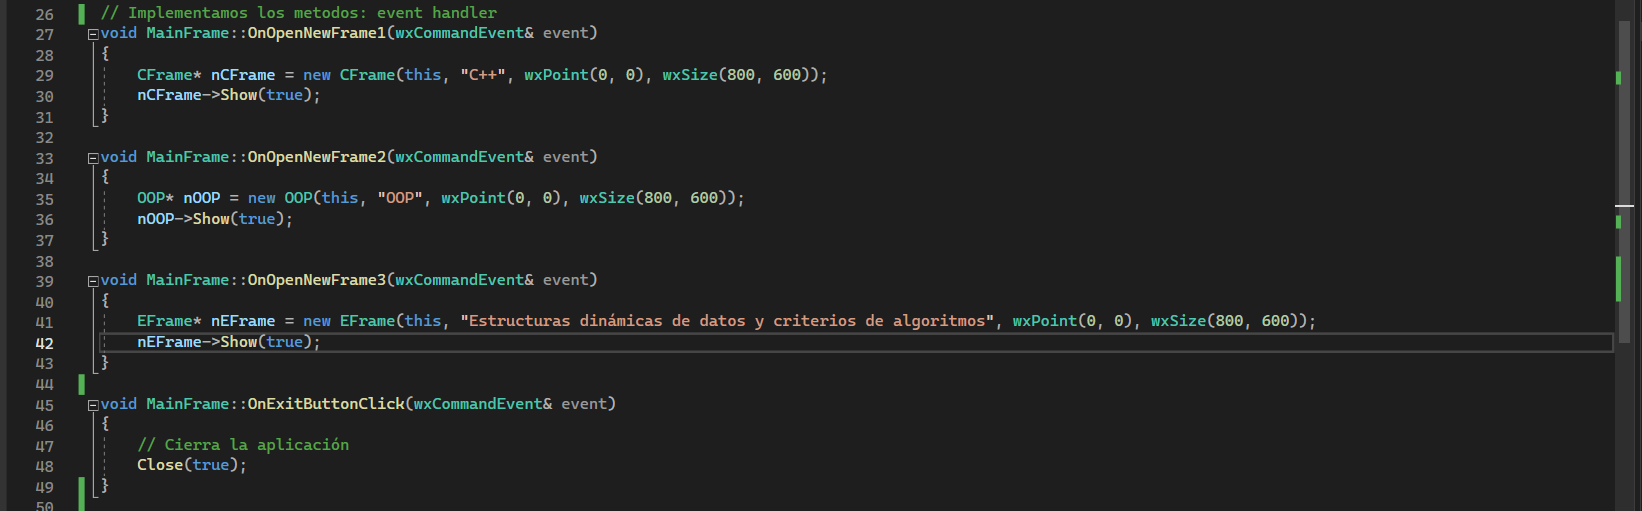 26 // Implementamos los metodos: event handler
27 void MainFrame::OnOpenNewFrame1(wxCommandEvent& event)
28 {
29 CFrame* nCFrame = new CFrame(this, "C++", wxPoint(0, 0), wxSize(800, 600));
30 nCFrame->Show(true);
31 }
32
33 void MainFrame::OnOpenNewFrame2(wxCommandEvent& event)
34 {
35 OOP* nOOP = new OOP(this, "OOP", wxPoint(0, 0), wxSize(800, 600));
36 nOOP->Show(true);
37 }
38
39 void MainFrame::OnOpenNewFrame3(wxCommandEvent& event)
40 {
41 EFrame* nEFrame = new EFrame(this, "Estructuras dinámicas de datos y criterios de algoritmos", wxPoint(0, 0), wxSize(800, 600));
42 nEFrame->Show(true);
43 }
44
45 void MainFrame::OnExitButtonClick(wxCommandEvent& event)
46 {
47 // Cierra la aplicación
48 Close(true);
49 }
50